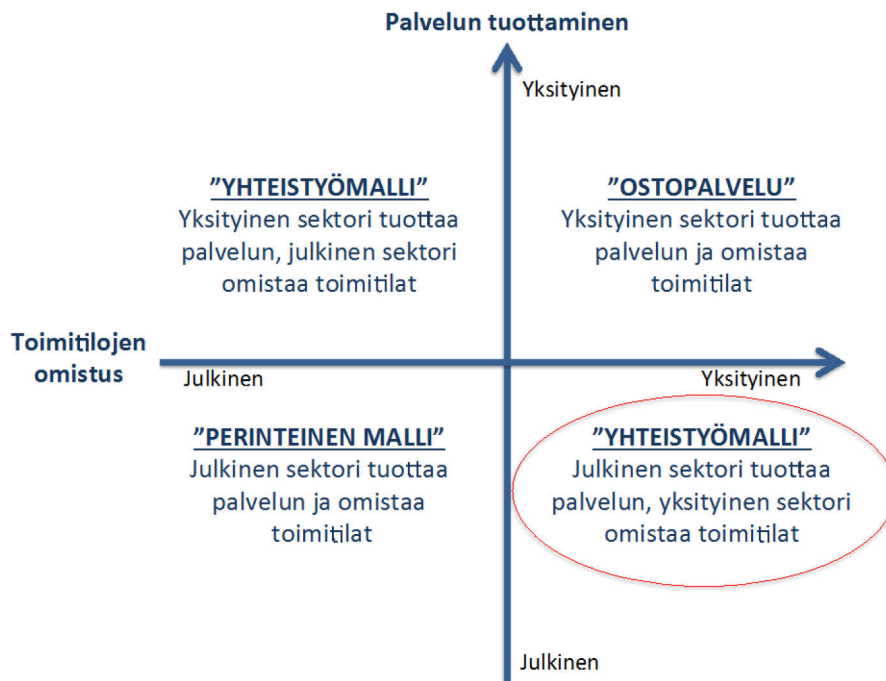 Palvelun tuottaminen
Yksityinen
”YHTEISTYÖMALLI”
Yksityinen sektori tuottaa
palvelun, julkinen sektori
omistaa toimitilat
”OSTOPALVELU”
Yksityinen sektori tuottaa
palvelun ja omistaa
toimitilat
Toimitilojen
omistus
Julkinen
Yksityinen
”PERINTEINEN MALLI”
Julkinen sektori tuottaa
palvelun ja omistaa
toimitilat
”YHTEISTYÖMALLI”
Julkinen sektori tuottaa
palvelun, yksityinen sektori
omistaa toimitilat
Julkinen